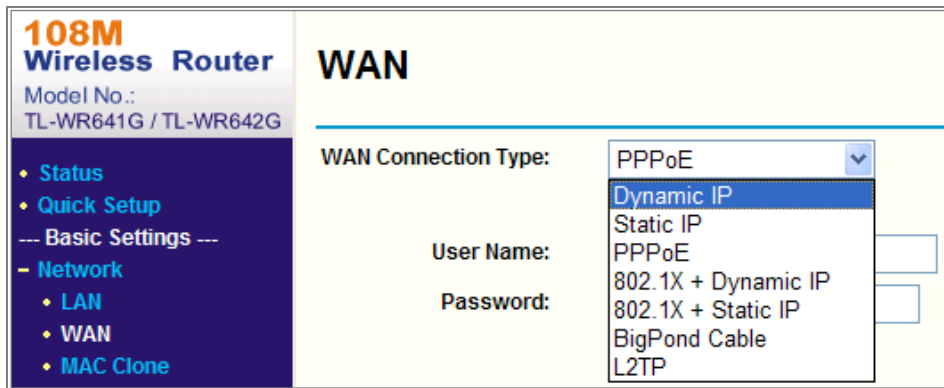 108M
Wireless Router
Model No.:
TL-WR641G / TL-WR642G
• Status
• Quick Setup
--- Basic Settings ---
– Network
• LAN
• WAN
• MAC Clone
WAN
WAN Connection Type:
PPPoE
Dynamic IP
Static IP
PPPoE
802.1X + Dynamic IP
802.1X + Static IP
BigPond Cable
L2TP
User Name:
Password: